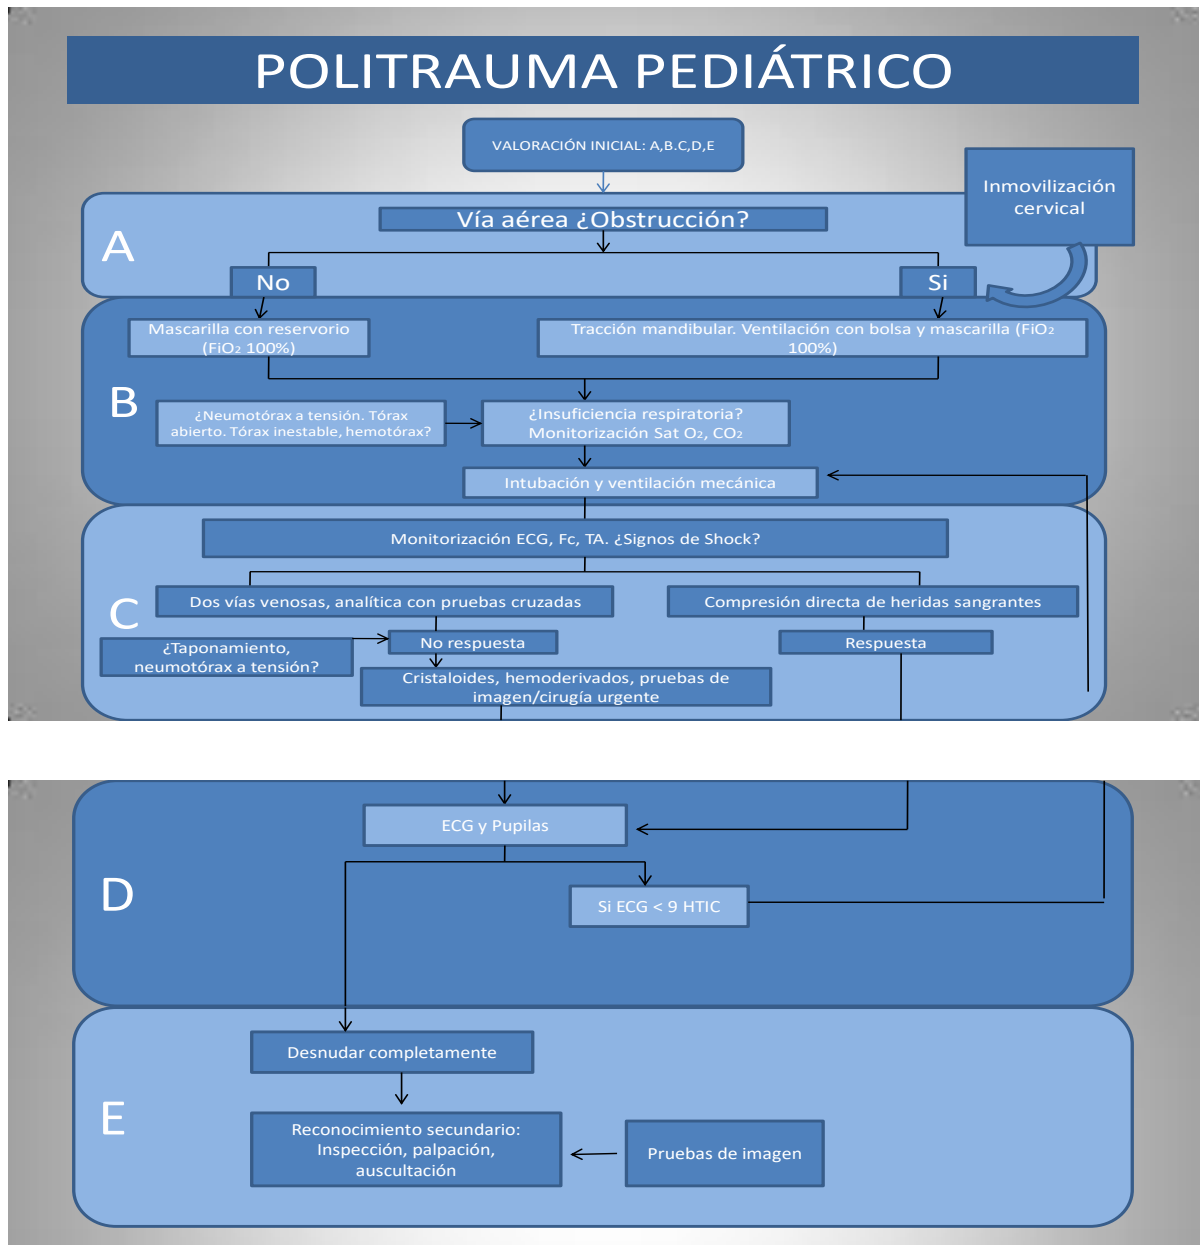 POLITRAUMA PEDIÁTRICO
VALORACIÓN INICIAL: A,B.C,D,E
Inmovilización
cervical
A
Vía aérea ¿Obstrucción?
No
Si
B
Mascarilla con reservorio
(FiO₂ 100%)
Tracción mandibular. Ventilación con bolsa y mascarilla (FiO₂
100%)
¿Neumotórax a tensión. Tórax
abierto. Tórax inestable, hemotórax?
¿Insuficiencia respiratoria?
Monitorización Sat O₂, CO₂
Intubación y ventilación mecánica
C
Monitorización ECG, Fc, TA. ¿Signos de Shock?
Dos vías venosas, analítica con pruebas cruzadas
Compresión directa de heridas sangrantes
¿Taponamiento,
neumotórax a tensión?
No respuesta
Respuesta
Cristaloides, hemoderivados, pruebas de
imagen/cirugía urgente
D
ECG y Pupilas
Si ECG < 9 HTIC
E
Desnudar completamente
Reconocimiento secundario:
Inspección, palpación,
auscultación
Pruebas de imagen